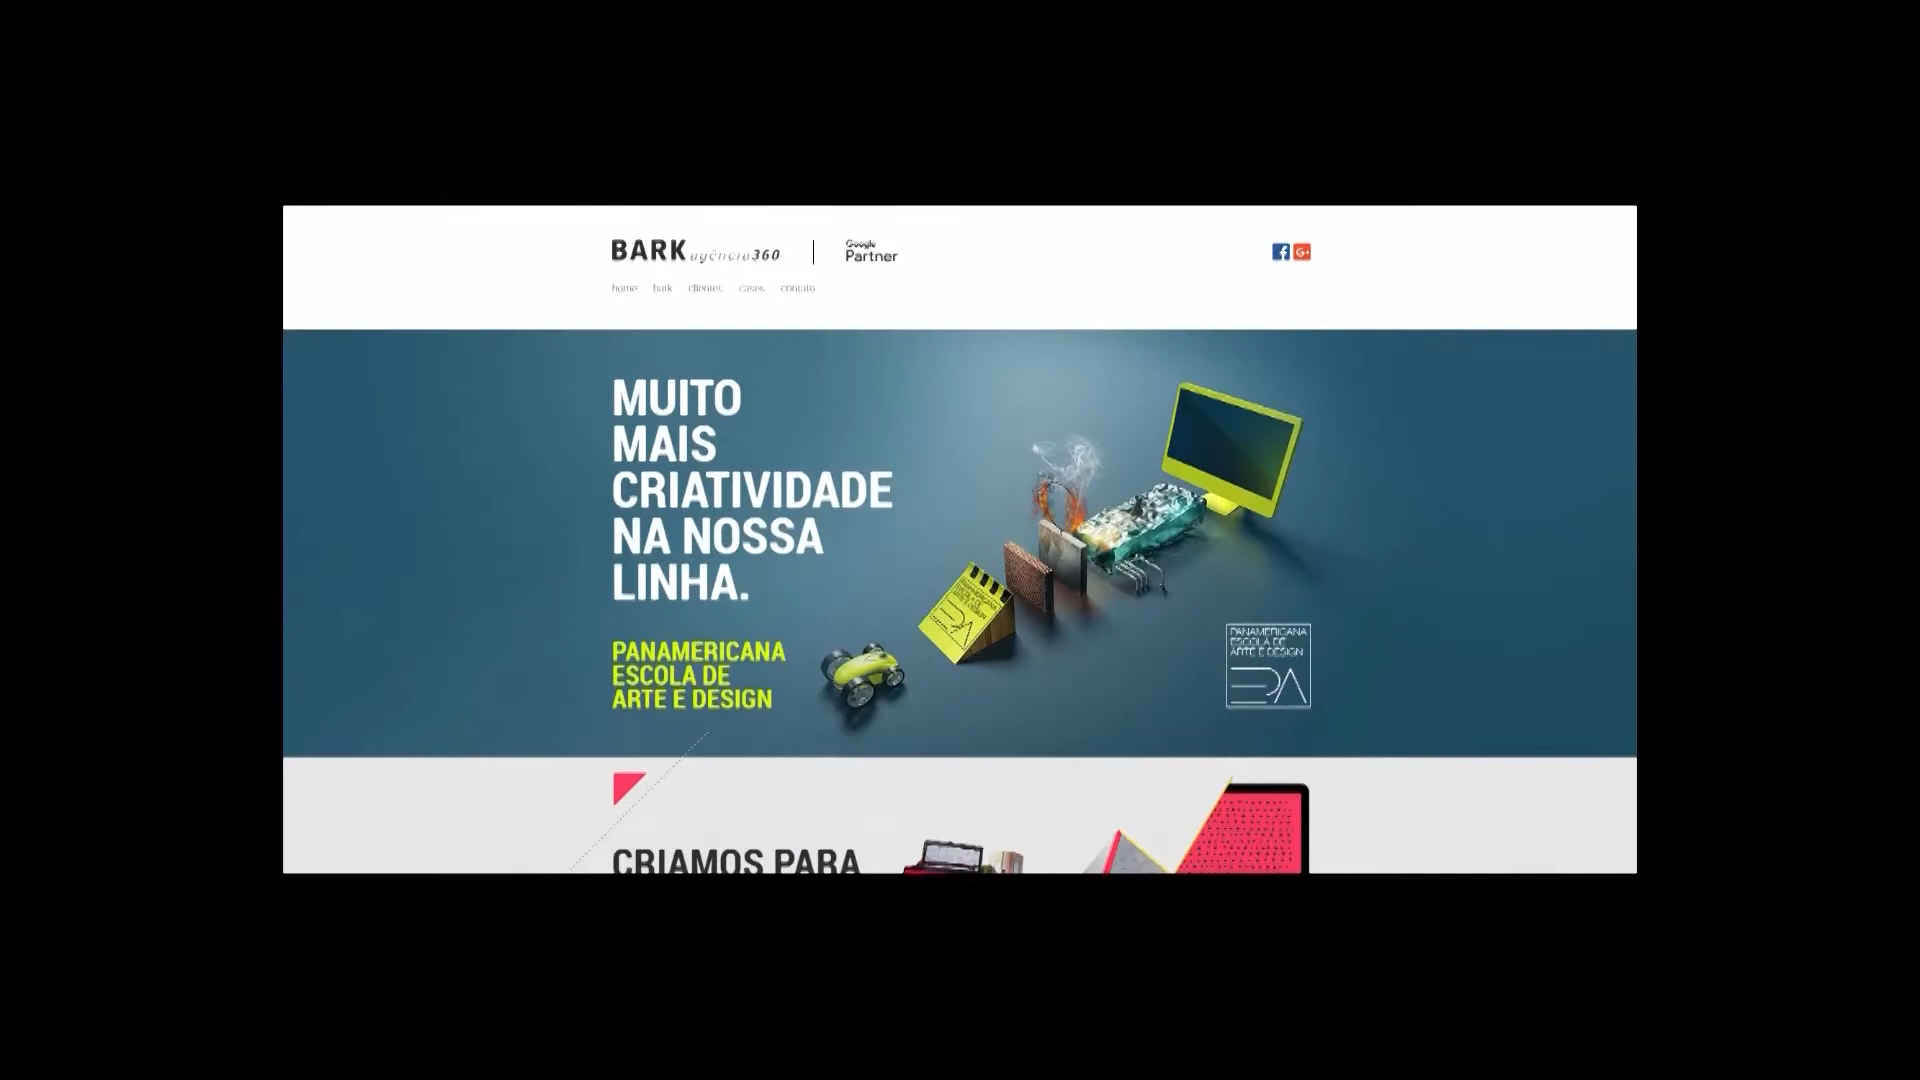 BARK agência360
Google
Partner
home bark clientes cases contato
MUITO
MAIS
CRIATIVIDADE
NA NOSSA
LINHA.
PANAMERICANA
ESCOLA DE
ARTE E DESIGN
PANAMERICANA
ESCOLA DE
ARTE E DESIGN
CRIAMOS PARA